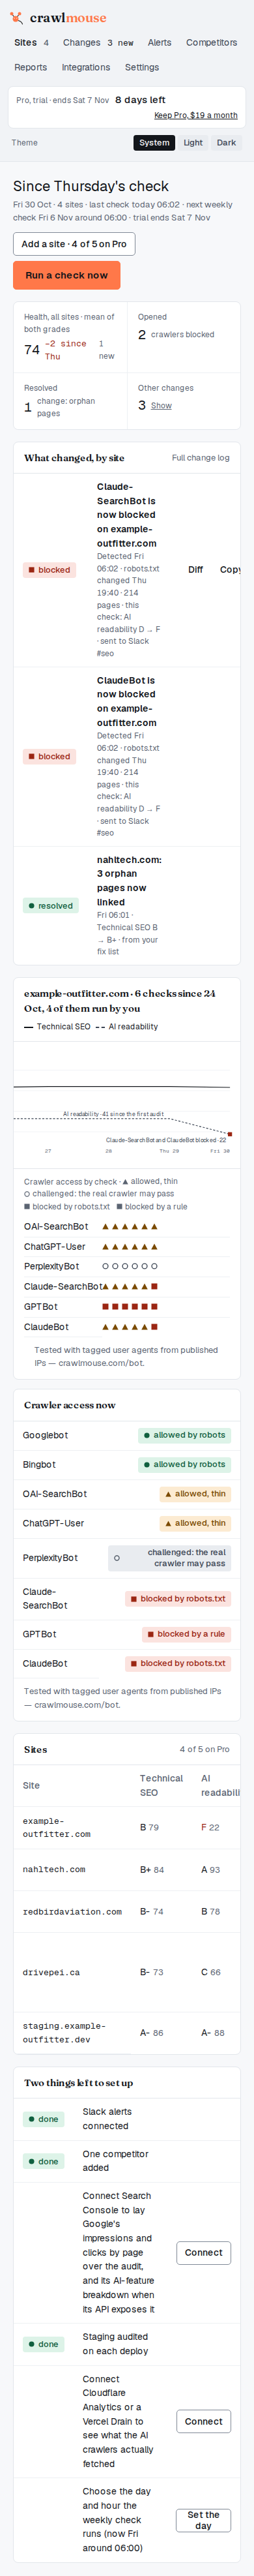 crawlmouse
Sites 4 Changes 3 new Alerts Competitors
Reports Integrations Settings
Pro, trial · ends Sat 7 Nov 8 days left
Keep Pro, $19 a month
Theme System Light Dark
Since Thursday's check
Fri 30 Oct · 4 sites · last check today 06:02 · next weekly
check Fri 6 Nov around 06:00 · trial ends Sat 7 Nov
Add a site · 4 of 5 on Pro
Run a check now
Health, all sites · mean of
both grades
74 −2 since
Thu
1
new
Opened
2 crawlers blocked
Resolved
1 change: orphan
pages
Other changes
3 Show
What changed, by site Full change log
blocked
Claude-
SearchBot is
now blocked
on example-
outfitter.com
Detected Fri
06:02 · robots.txt
changed Thu
19:40 · 214
pages · this
check: AI
readability D → F
· sent to Slack
#seo
Diff Copy
blocked
ClaudeBot is
now blocked
on example-
outfitter.com
Detected Fri
06:02 · robots.txt
changed Thu
19:40 · 214
pages · this
check: AI
readability D → F
· sent to Slack
#seo
resolved
nahltech.com:
3 orphan
pages now
linked
Fri 06:01 ·
Technical SEO B
→ B+ · from your
fix list
example-outfitter.com · 6 checks since 24
Oct, 4 of them run by you
Technical SEO AI readability
AI readability · 41 since the first audit
Claude-SearchBot and ClaudeBot blocked · 22
27 28 Thu 29 Fri 30
Crawler access by check · ▲ allowed, thin
○ challenged: the real crawler may pass
■ blocked by robots.txt ■ blocked by a rule
OAI-SearchBot ▲ ▲ ▲ ▲ ▲ ▲
ChatGPT-User ▲ ▲ ▲ ▲ ▲ ▲
PerplexityBot ○ ○ ○ ○ ○ ○
Claude-SearchBot ▲ ▲ ▲ ▲ ▲ ■
GPTBot ■ ■ ■ ■ ■ ■
ClaudeBot ▲ ▲ ▲ ▲ ▲ ■
Tested with tagged user agents from published
IPs — crawlmouse.com/bot.
Crawler access now
Googlebot ● allowed by robots
Bingbot ● allowed by robots
OAI-SearchBot ▲ allowed, thin
ChatGPT-User ▲ allowed, thin
PerplexityBot ○ challenged: the real
crawler may pass
Claude-
SearchBot
■ blocked by robots.txt
GPTBot ■ blocked by a rule
ClaudeBot ■ blocked by robots.txt
Tested with tagged user agents from published IPs
— crawlmouse.com/bot.
Sites 4 of 5 on Pro
Site
Technical
SEO
AI
readabili
example-
outfitter.com
B 79 F 22
nahltech.com B+ 84 A 93
redbirdaviation.com B- 74 B 78
drivepei.ca B- 73 C 66
staging.example-
outfitter.dev
A- 86 A- 88
Two things left to set up
done
Slack alerts
connected
done
One competitor
added
Connect Search
Console to lay
Google's
impressions and
clicks by page
over the audit,
and its AI-feature
breakdown when
its API exposes it
Connect
done
Staging audited
on each deploy
Connect
Cloudflare
Analytics or a
Vercel Drain to
see what the AI
crawlers actually
fetched
Connect
Choose the day
and hour the
weekly check
runs (now Fri
around 06:00)
Set the
day